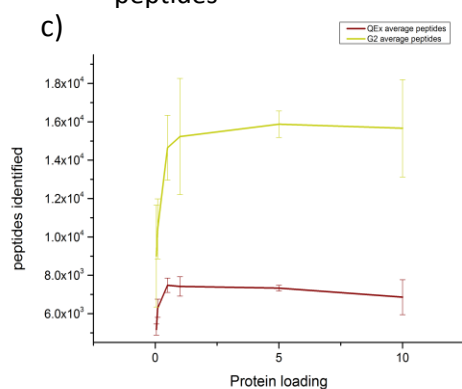 peptides
c)
QEx average peptides
G2 average peptides
1.8x10⁴
1.6x10⁴
1.4x10⁴
1.2x10⁴
1.0x10⁴
8.0x10³
6.0x10³
peptides identified
0 5 10
Protein loading